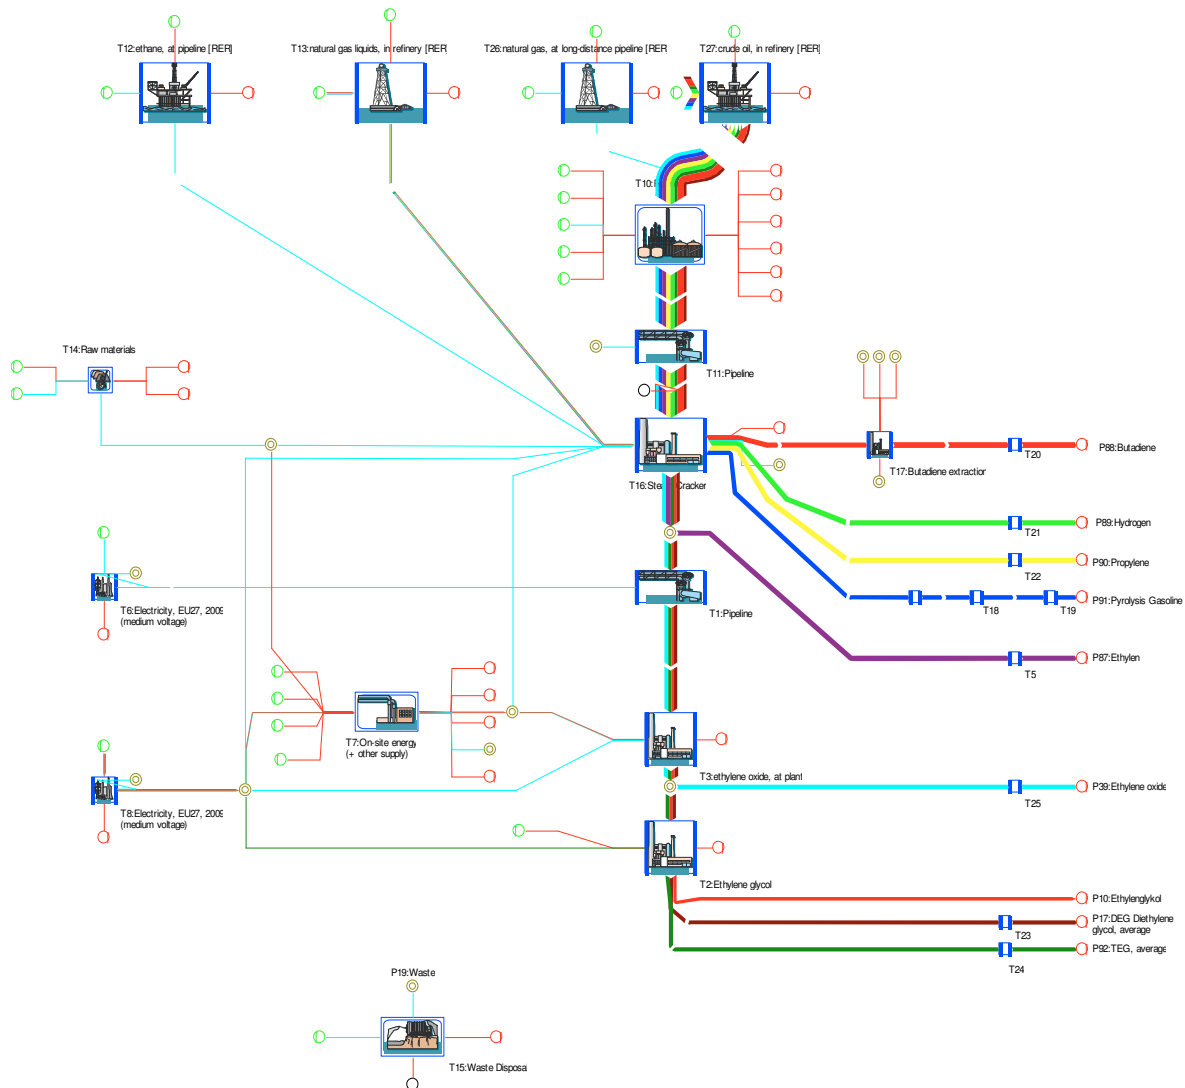 T12:ethane, at pipeline [RER]
T13:natural gas liquids, in refinery [RER]
T26:natural gas, at long-distance pipeline [RER
T27:crude oil, in refinery [RER]
T10:
T14:Raw materials
T11:Pipeline
P88:Butadiene
T20
T17:Butadiene extraction
T16:Stea Cracker
P89:Hydrogen
T21
P90:Propylene
T22
P91:Pyrolysis Gasoline
T18
T19
T6:Electricity, EU27, 2009
(medium voltage)
T1:Pipeline
P87:Ethylen
T5
T7:On-site energy
(+ other supply)
T3:ethylene oxide, at plant
P39:Ethylene oxide
T25
T8:Electricity, EU27, 2009
(medium voltage)
T2:Ethylene glycol
P10:Ethylenglykol
P17:DEG Diethylene
glycol, average
T23
P92:TEG, average
T24
P19:Waste
T15:Waste Disposa